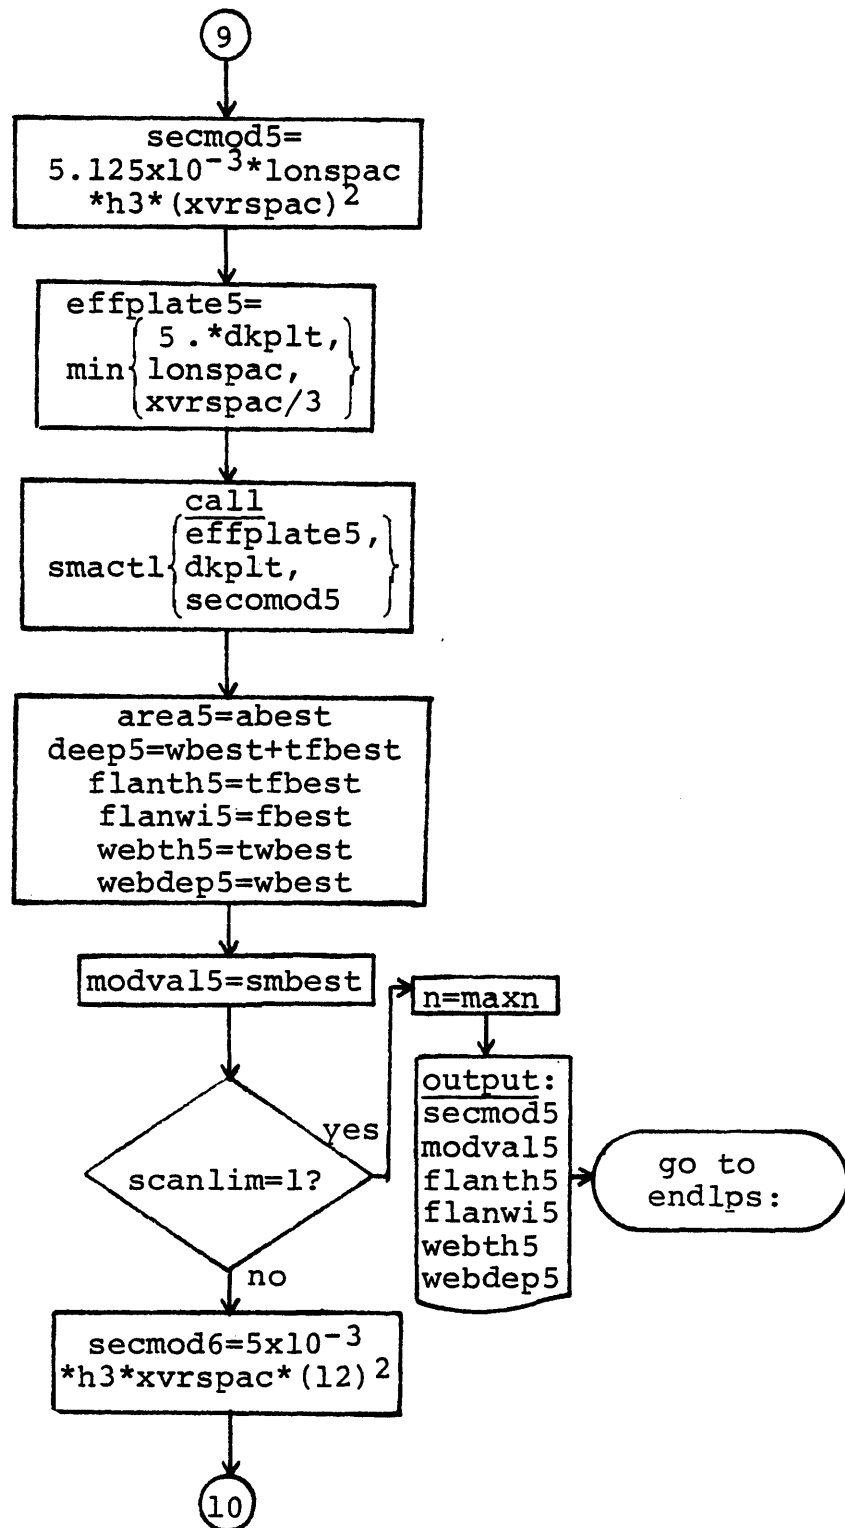 9
secmod5=
5.125x10-3*lonspac
*h3*(xvrspac)2
effplate5=
5.*dkplt,
min{lonspac,}
xvrspac/3
call
effplate5,
smactl{dkplt,}
secomod5
area5=abest
deep5=wbest+tfbest
flanth5=tfbest
flanwi5=fbest
webth5=twbest
webdep5=wbest
modval5=smbest
scanlim=1?
yes
n=maxn
output:
secmod5
modval5
flanth5
flanwi5
webth5
webdep5
go to
endlps:
no
secmod6=5x10-3
*h3*xvrspac*(12)2
10